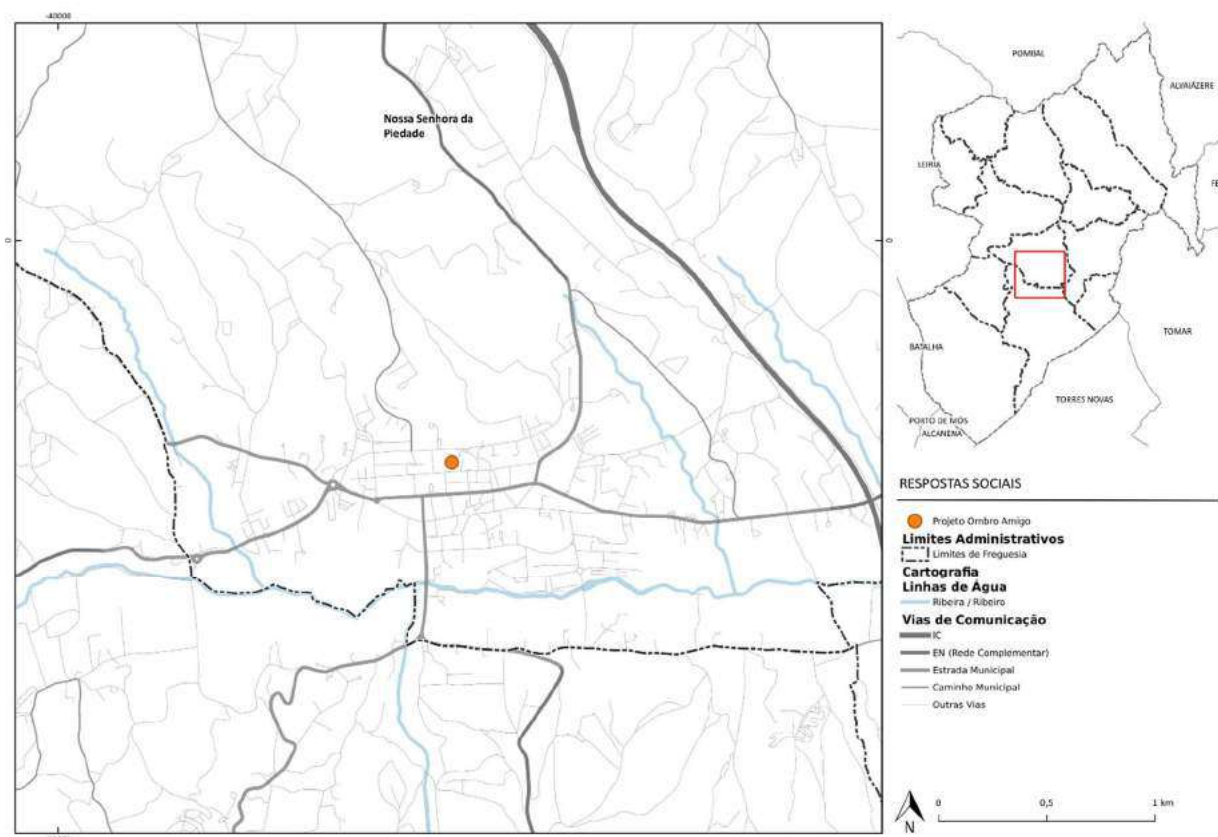 -40000
0
0
Nossa Senhora da
Piedade
POMBAL
ALVAIÁZERE
LEIRIA
FE
BATALHA
TOMAR
TORRES NOVAS
PORTO DE MÓS
ALCANENA
RESPOSTAS SOCIAIS
Projeto Ombro Amigo
Limites Administrativos
Limites de Freguesia
Cartografia
Linhas de Água
Ribeira / Ribeiro
Vias de Comunicação
IC
EN (Rede Complementar)
Estrada Municipal
Caminho Municipal
Outras Vias
N
0 0,5 1 km